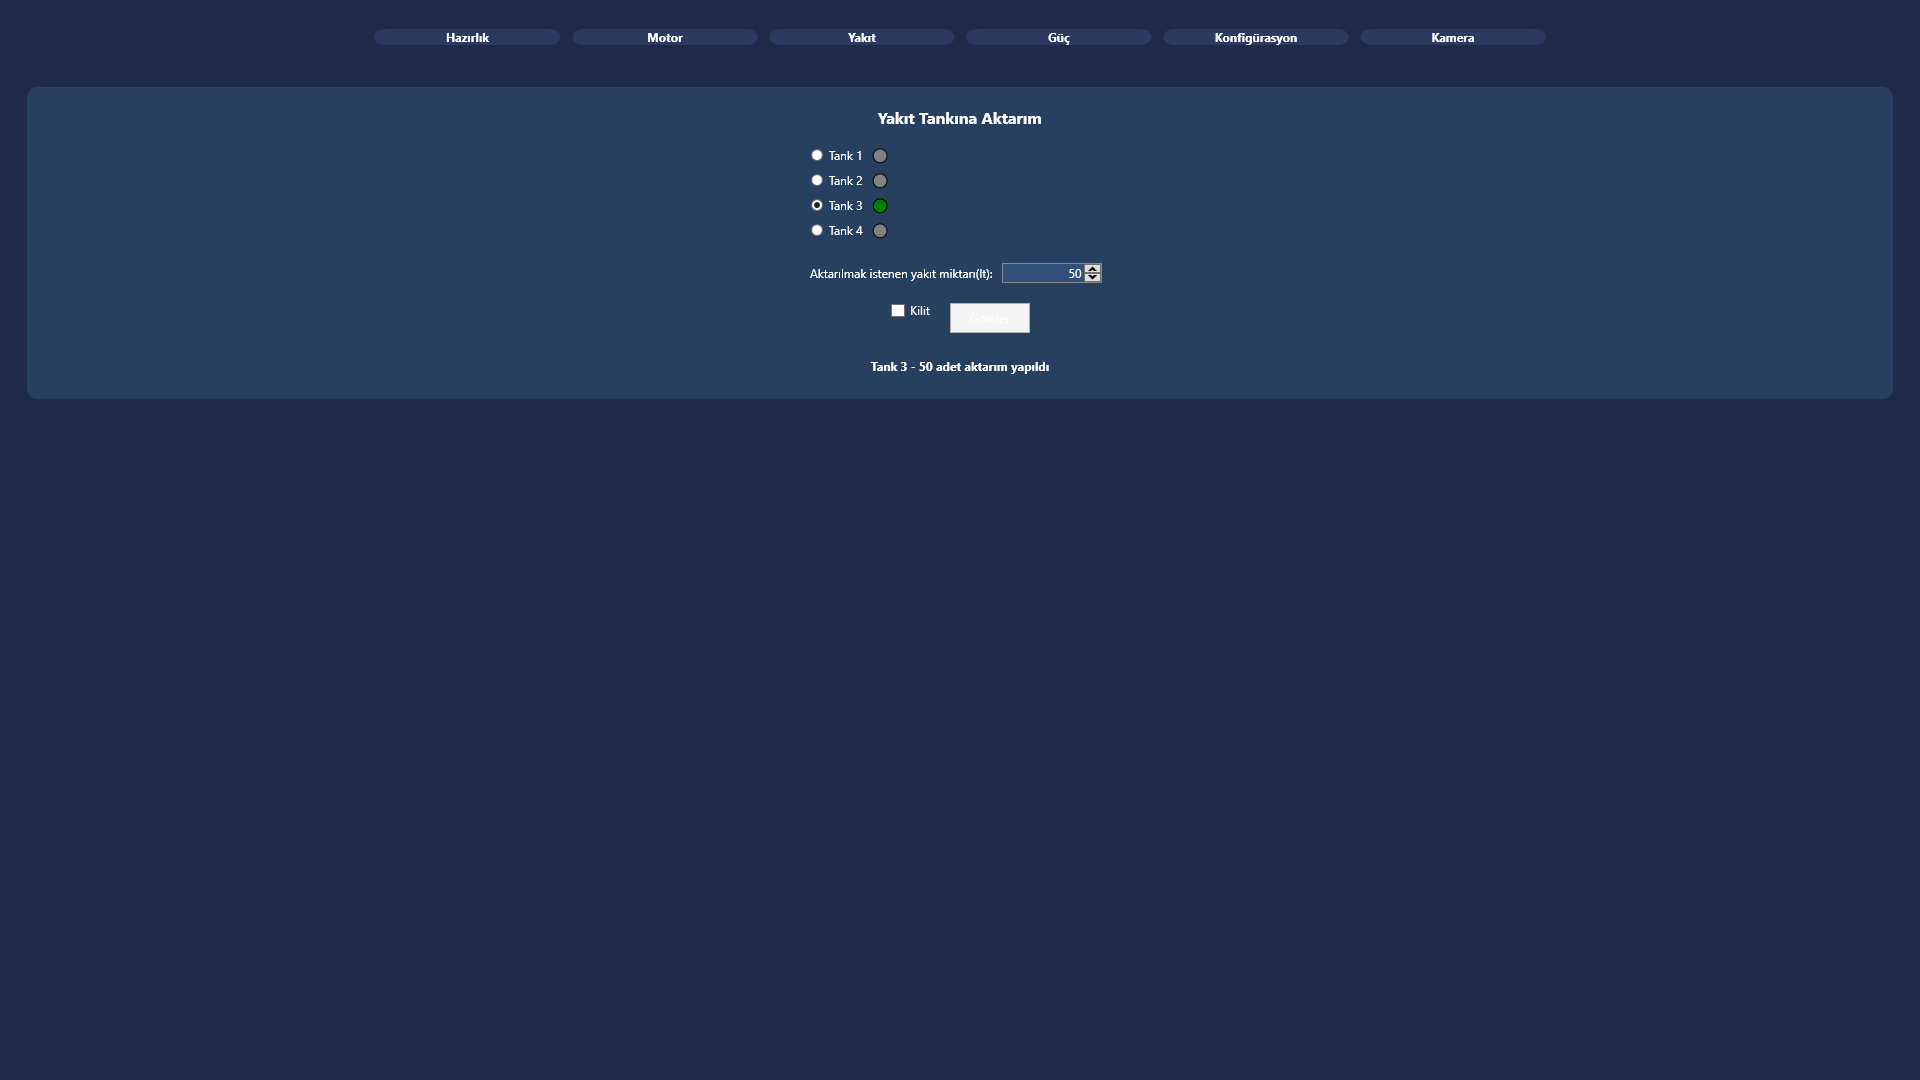 Hazırlık Motor Yakıt Güç Konfigürasyon Kamera
Yakıt Tankına Aktarım
Tank 1
Tank 2
Tank 3
Tank 4
Aktarılmak istenen yakıt miktarı(lt): 50
Kilit Gönder
Tank 3 - 50 adet aktarım yapıldı